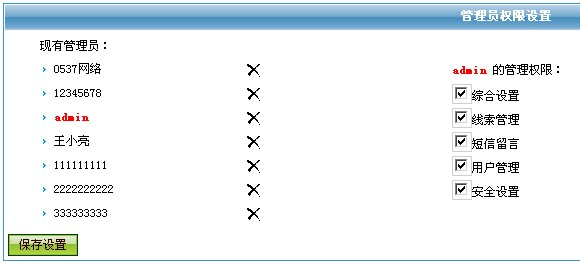 管理员权限设置
现有管理员：
0537网络
12345678
admin
王小亮
111111111
2222222222
333333333
admin 的管理权限：
综合设置
线索管理
短信留言
用户管理
安全设置
保存设置